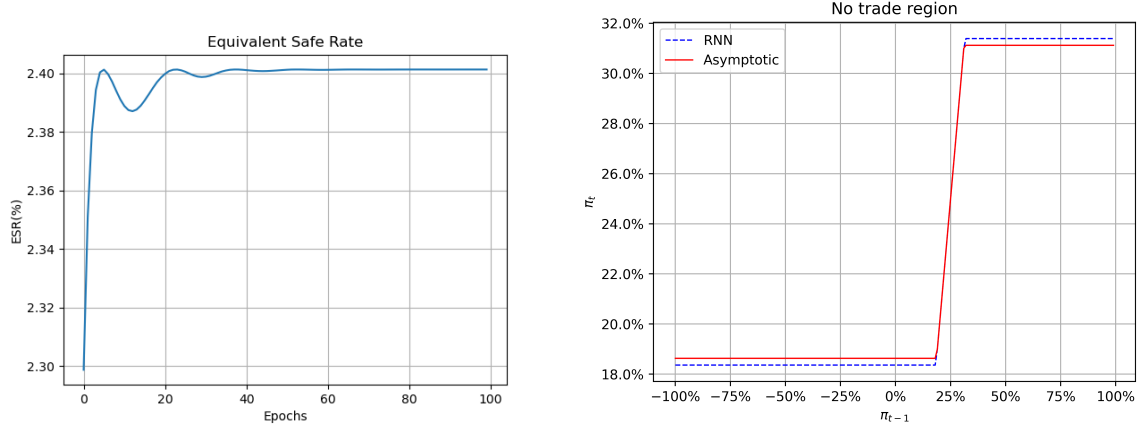 Equivalent Safe Rate
2.40
2.38
2.36
2.34
2.32
2.30
ESR(%)
0 20 40 60 80 100
Epochs
No trade region
32.0%
30.0%
28.0%
26.0%
24.0%
22.0%
20.0%
18.0%
π_t
RNN
Asymptotic
−100% −75% −50% −25% 0% 25% 50% 75% 100%
π_{t−1}